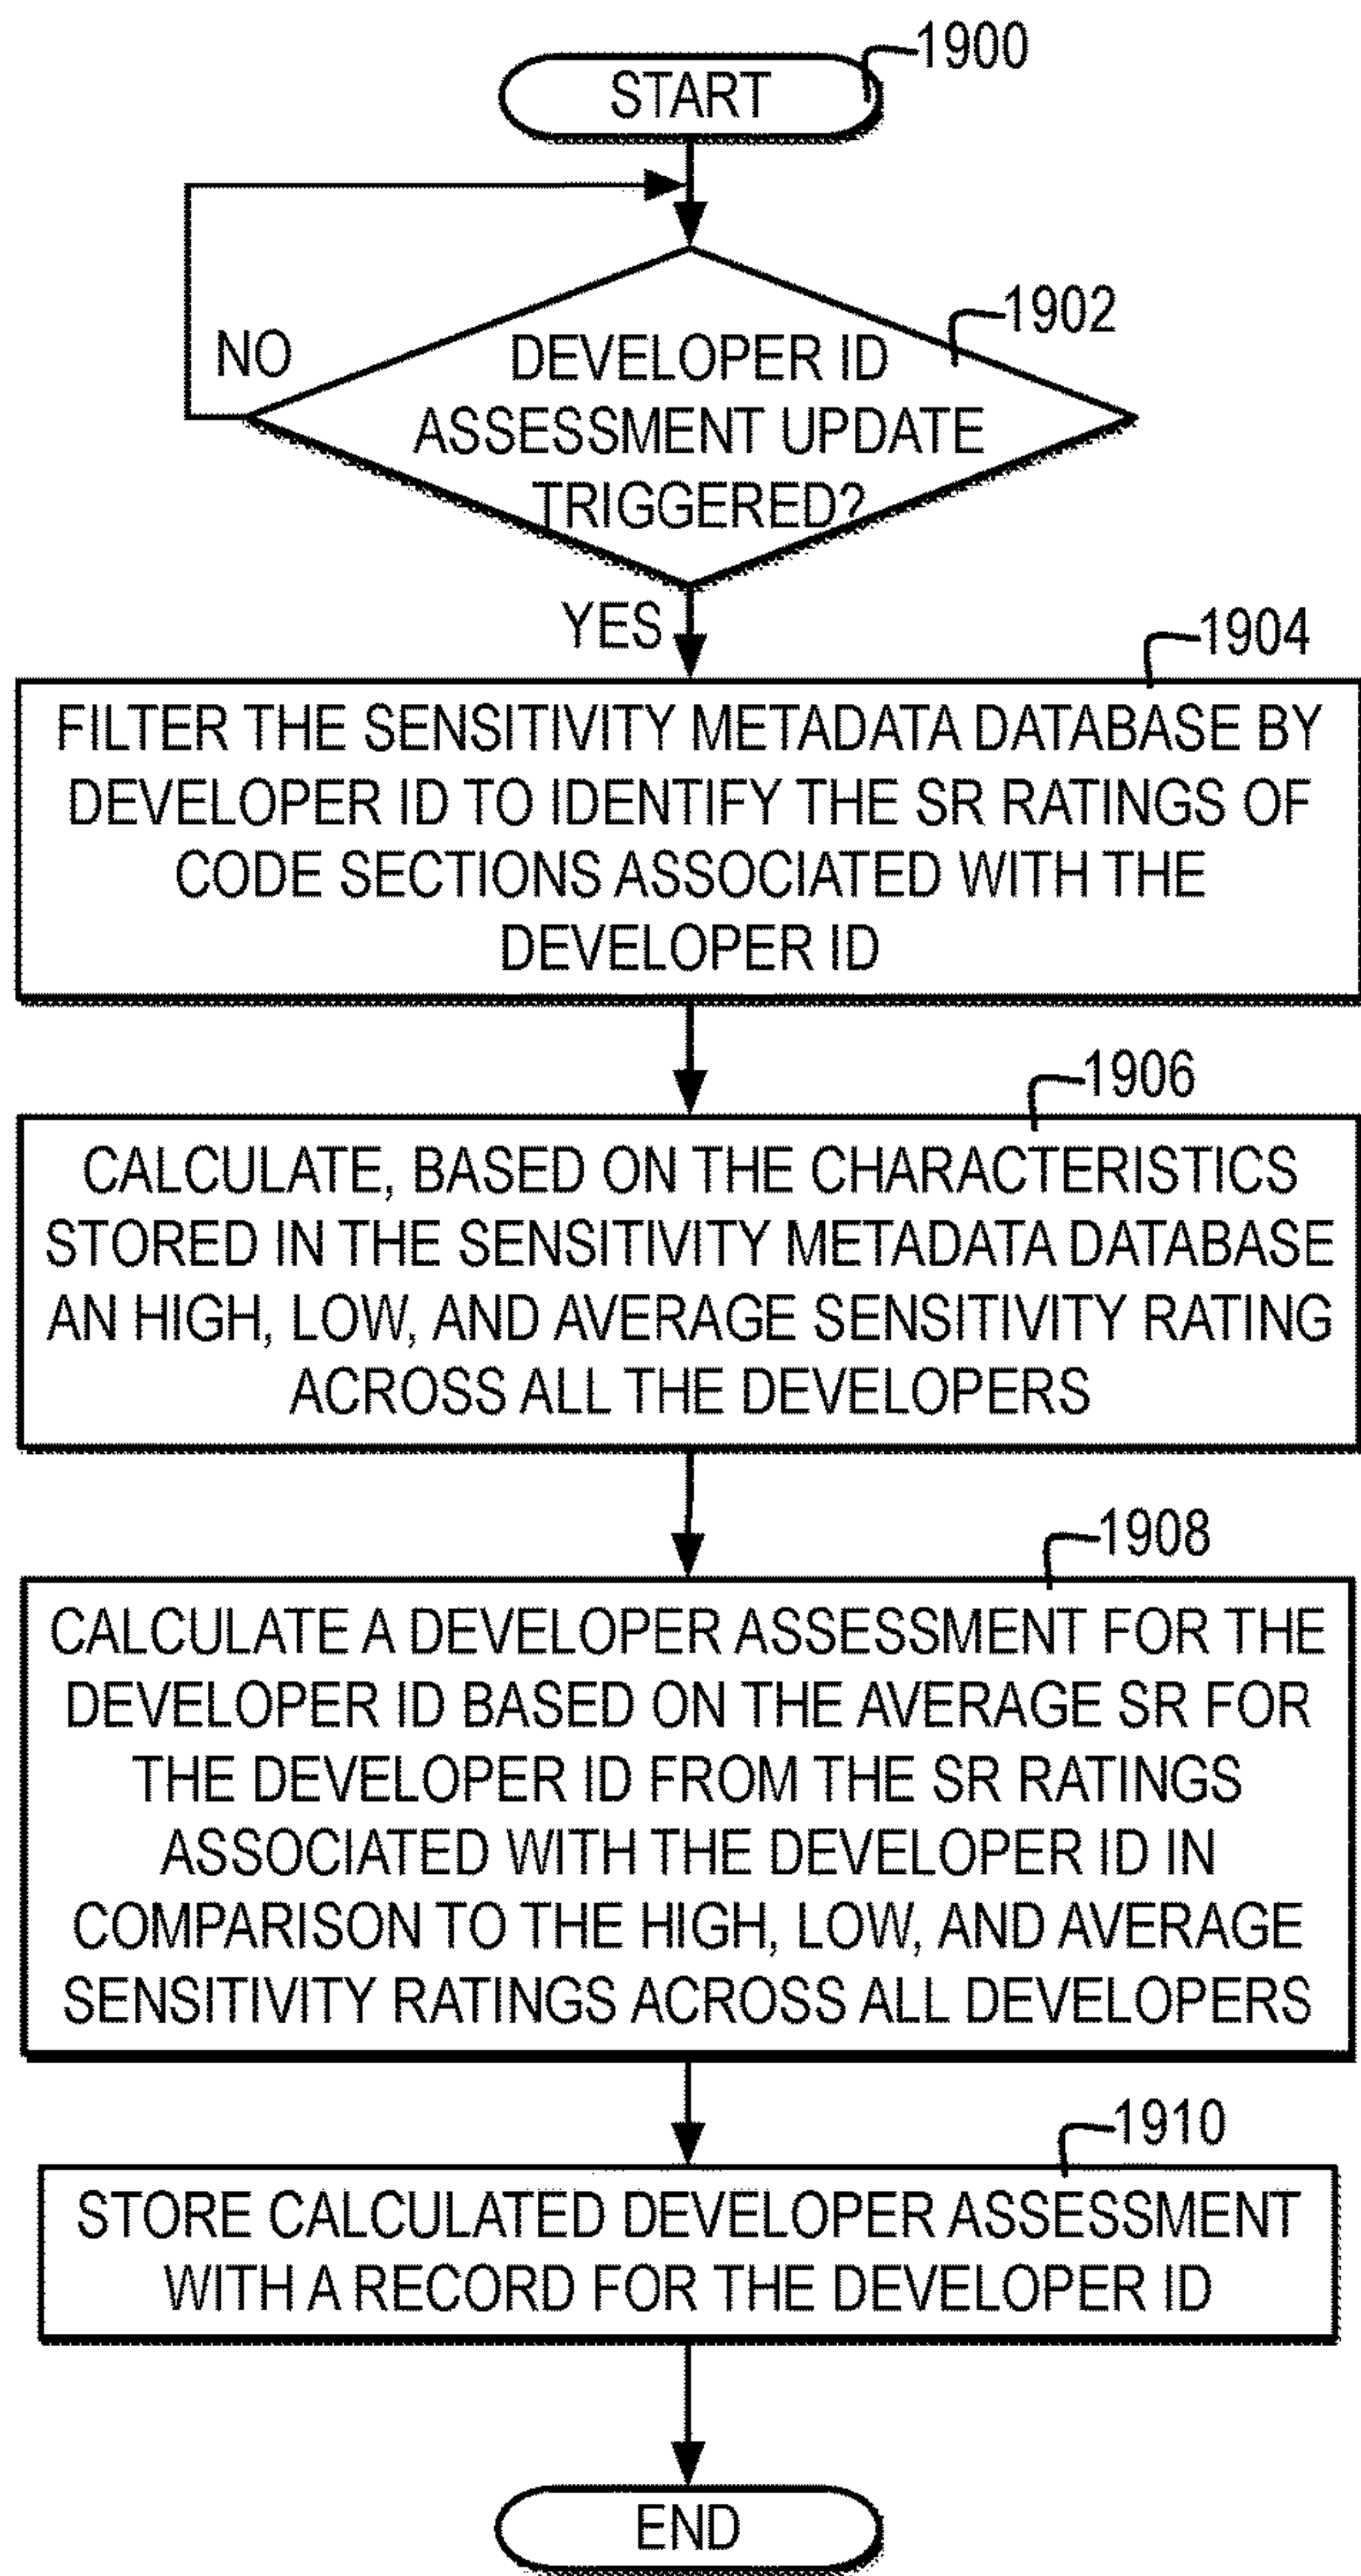 1900
START
1902
NO
DEVELOPER ID
ASSESSMENT UPDATE
TRIGGERED?
YES
1904
FILTER THE SENSITIVITY METADATA DATABASE BY
DEVELOPER ID TO IDENTIFY THE SR RATINGS OF
CODE SECTIONS ASSOCIATED WITH THE
DEVELOPER ID
1906
CALCULATE, BASED ON THE CHARACTERISTICS
STORED IN THE SENSITIVITY METADATA DATABASE
AN HIGH, LOW, AND AVERAGE SENSITIVITY RATING
ACROSS ALL THE DEVELOPERS
1908
CALCULATE A DEVELOPER ASSESSMENT FOR THE
DEVELOPER ID BASED ON THE AVERAGE SR FOR
THE DEVELOPER ID FROM THE SR RATINGS
ASSOCIATED WITH THE DEVELOPER ID IN
COMPARISON TO THE HIGH, LOW, AND AVERAGE
SENSITIVITY RATINGS ACROSS ALL DEVELOPERS
1910
STORE CALCULATED DEVELOPER ASSESSMENT
WITH A RECORD FOR THE DEVELOPER ID
END